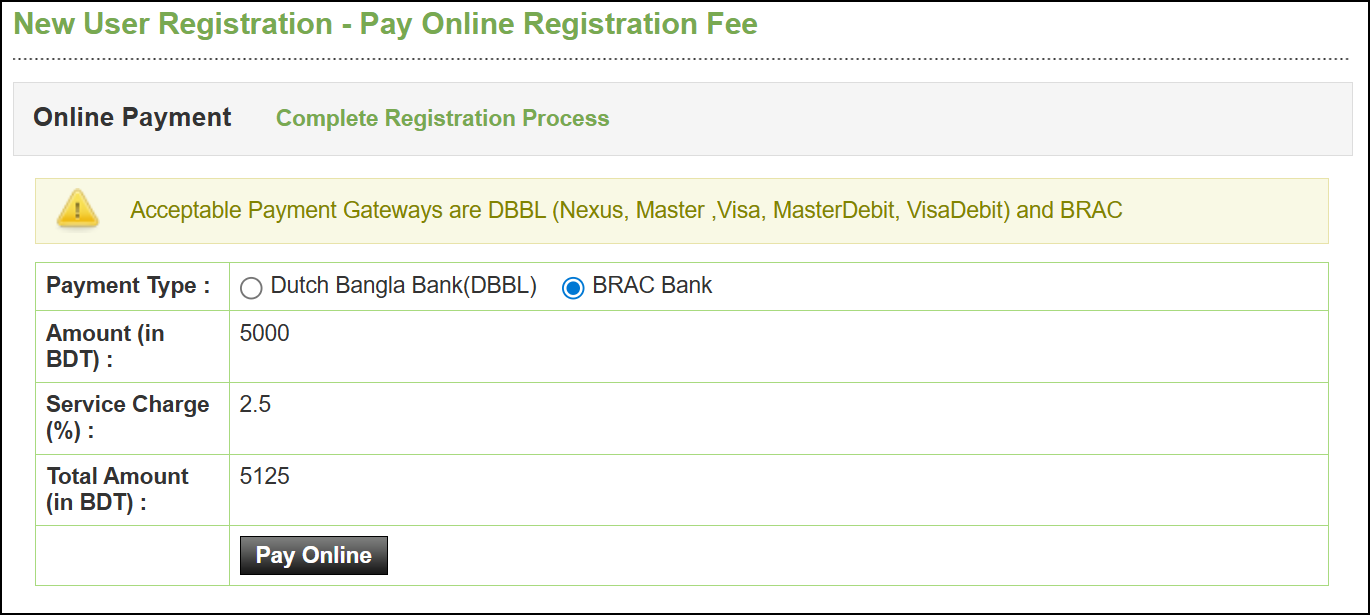 New User Registration - Pay Online Registration Fee
Online Payment Complete Registration Process
Acceptable Payment Gateways are DBBL (Nexus, Master ,Visa, MasterDebit, VisaDebit) and BRAC
Payment Type : Dutch Bangla Bank(DBBL) BRAC Bank
Amount (in BDT) : 5000
Service Charge (%) : 2.5
Total Amount (in BDT) : 5125
Pay Online